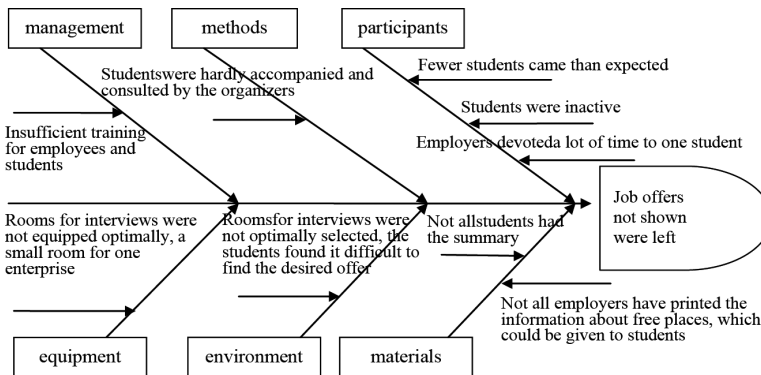 management
methods
participants
Studentswere hardly accompanied and
consulted by the organizers
Fewer students came than expected
Students were inactive
Employers devoteda lot of time to one student
Insufficient training
for employees and
students
Job offers
not shown
were left
Rooms for interviews were
not equipped optimally, a
small room for one
enterprise
Roomsfor interviews were
not optimally selected, the
students found it difficult to
find the desired offer
Not allstudents had
the summary
Not all employers have printed the
information about free places, which
could be given to students
equipment
environment
materials